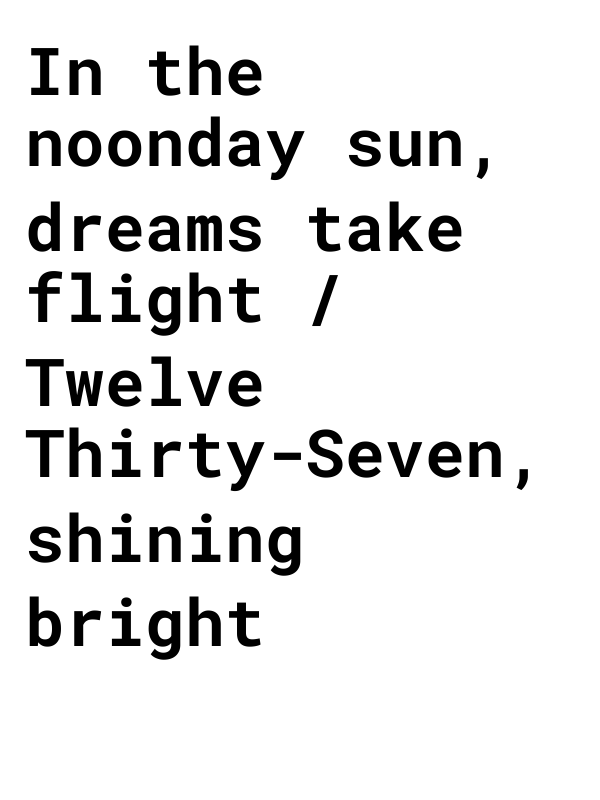 In the
noonday sun,
dreams take
flight /
Twelve
Thirty-Seven,
shining
bright